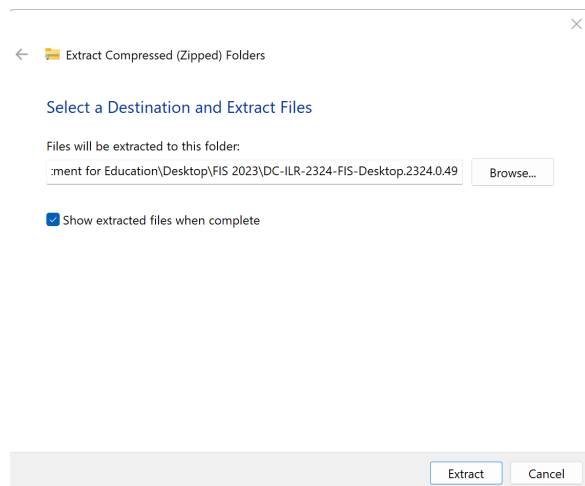 Extract Compressed (Zipped) Folders
Select a Destination and Extract Files
Files will be extracted to this folder:
:ment for Education\Desktop\FIS 2023\DC-ILR-2324-FIS-Desktop.2324.0.49
Browse...
Show extracted files when complete
Extract
Cancel